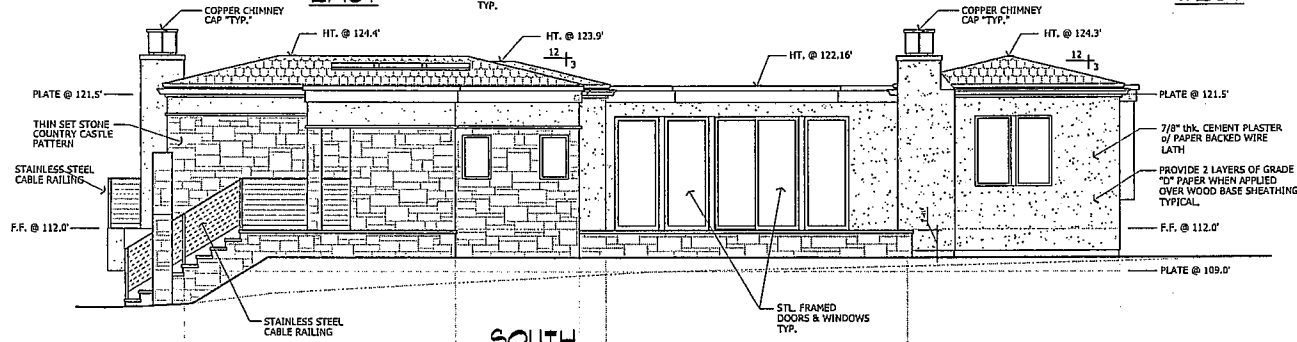 TYP.
COPPER CHIMNEY
CAP "TYP."
COPPER CHIMNEY
CAP "TYP."
HT. @ 124.4'
HT. @ 123.9'
12
3
HT. @ 122.16'
HT. @ 124.3'
12
3
PLATE @ 121.5'
PLATE @ 121.5'
THIN SET STONE
COUNTRY CASTLE
PATTERN
7/8" thk. CEMENT PLASTER
o/ PAPER BACKED WIRE
LATH
STAINLESS STEEL
CABLE RAILING
PROVIDE 2 LAYERS OF GRADE
"D" PAPER WHEN APPLIED
OVER WOOD BASE SHEATHING
TYPICAL.
F.F. @ 112.0'
F.F. @ 112.0'
PLATE @ 109.0'
STAINLESS STEEL
CABLE RAILING
STL. FRAMED
DOORS & WINDOWS
TYP.
SOUTH